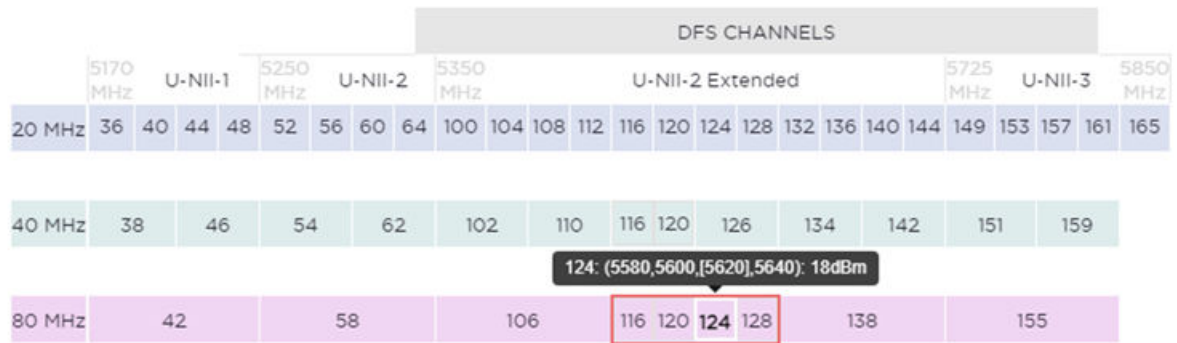 DFS CHANNELS
5170 MHz U-NII-1 5250 MHz U-NII-2 5350 MHz U-NII-2 Extended 5725 MHz U-NII-3 5850 MHz
20 MHz 36 40 44 48 52 56 60 64 100 104 108 112 116 120 124 128 132 136 140 144 149 153 157 161 165
40 MHz 38 46 54 62 102 110 116 120 126 134 142 151 159
124: (5580,5600,[5620],5640): 18dBm
80 MHz 42 58 106 116 120 124 128 138 155